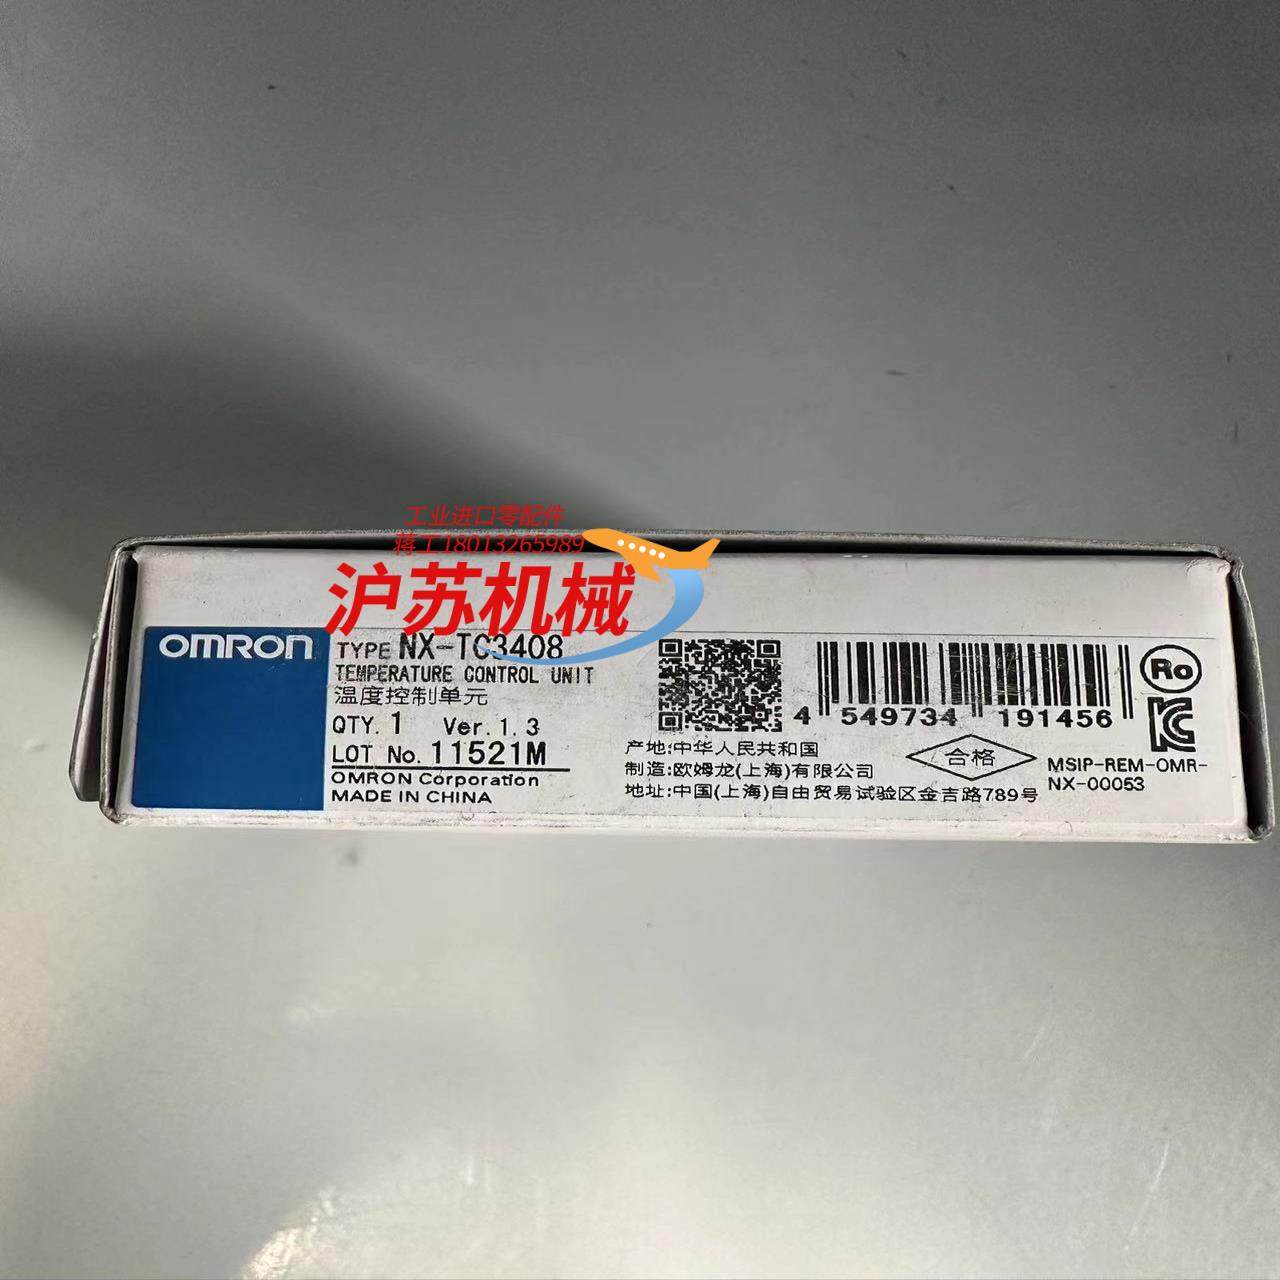 工业进口零配件
蒋工18013265989
沪苏机械
OMRON
TYPE NX-TC3408
TEMPERATURE CONTROL UNIT
温度控制单元
QTY. 1 Ver. 1.3
LOT No. 11521M
OMRON Corporation
MADE IN CHINA
4 549734 191456
产地:中华人民共和国
制造:欧姆龙(上海)有限公司
地址:中国(上海)自由贸易试验区金吉路789号
合格
Ro
KC
MSIP-REM-OMR-
NX-00053